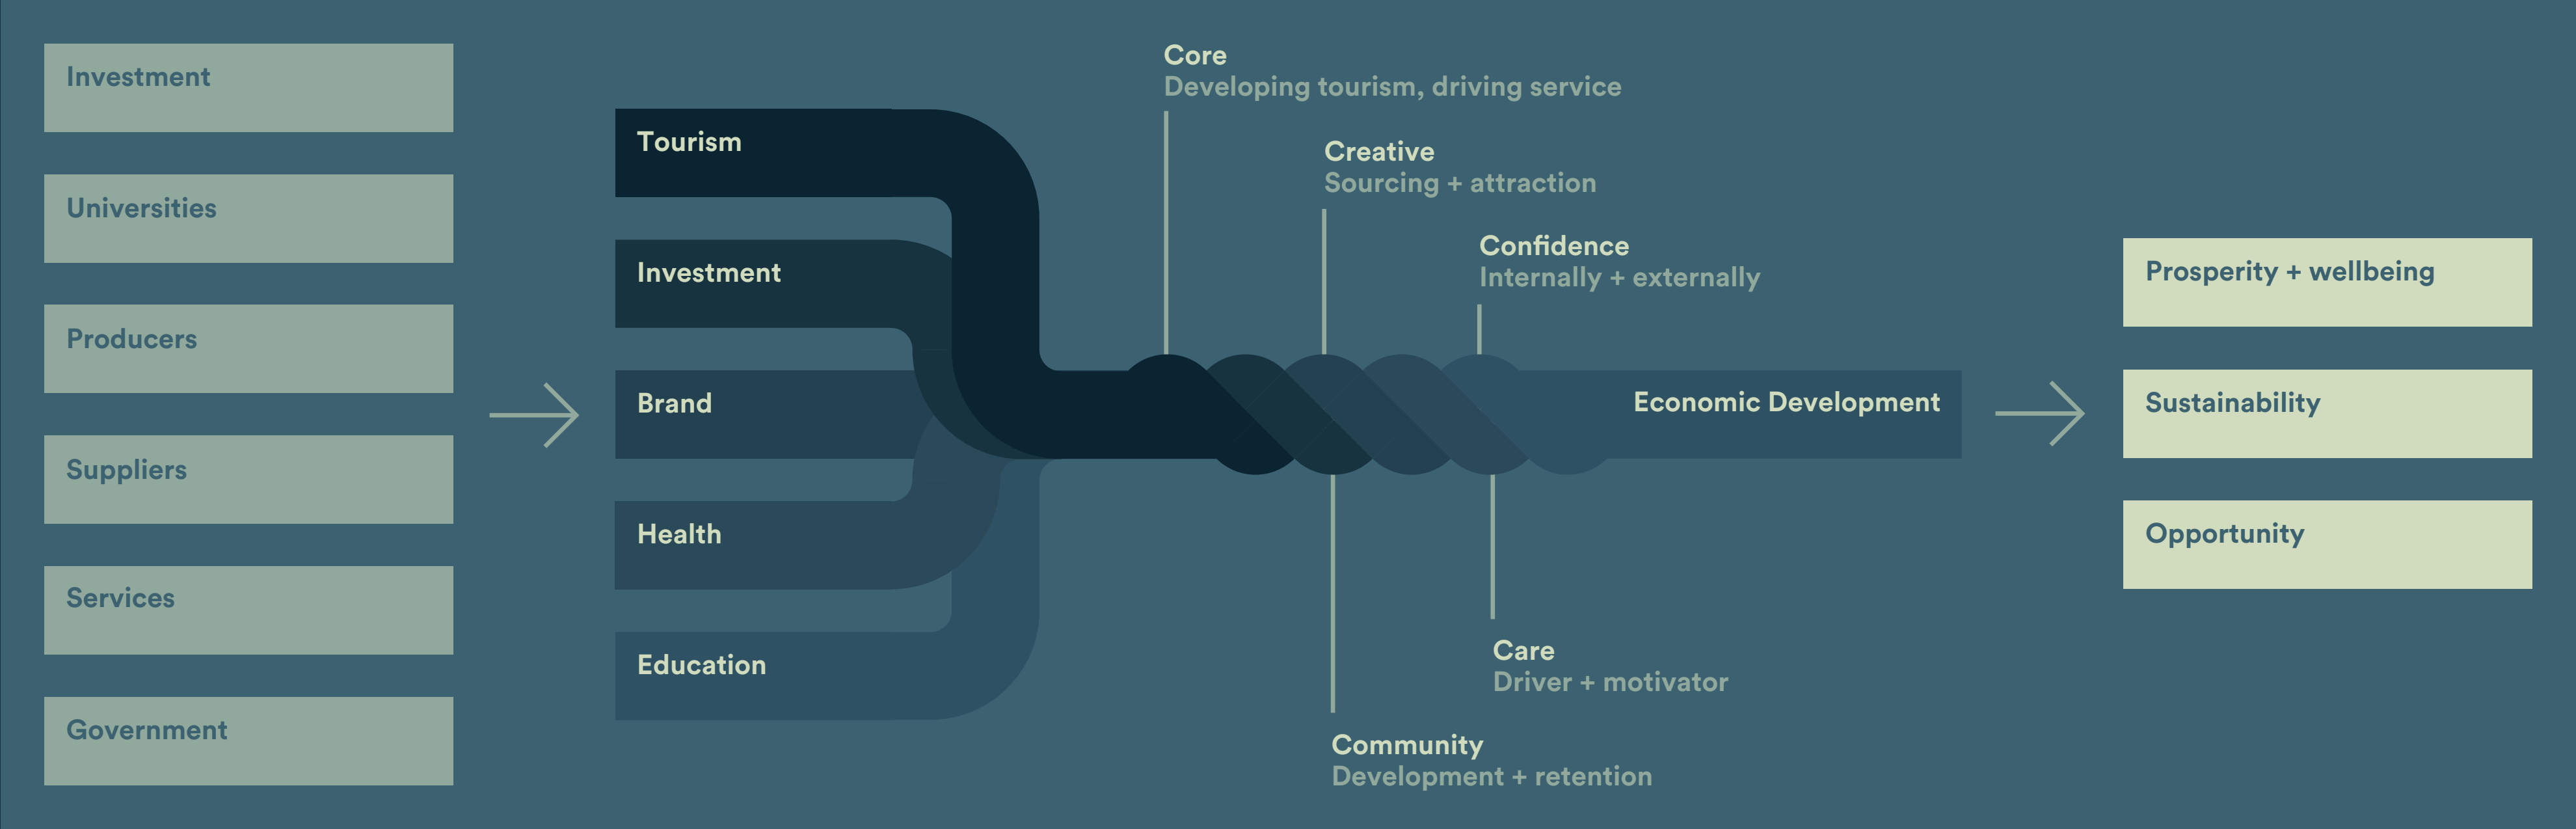 Investment
Universities
Producers
Suppliers
Services
Government
Tourism
Investment
Brand
Health
Education
Core
Developing tourism, driving service
Creative
Sourcing + attraction
Confidence
Internally + externally
Economic Development
Care
Driver + motivator
Community
Development + retention
Prosperity + wellbeing
Sustainability
Opportunity